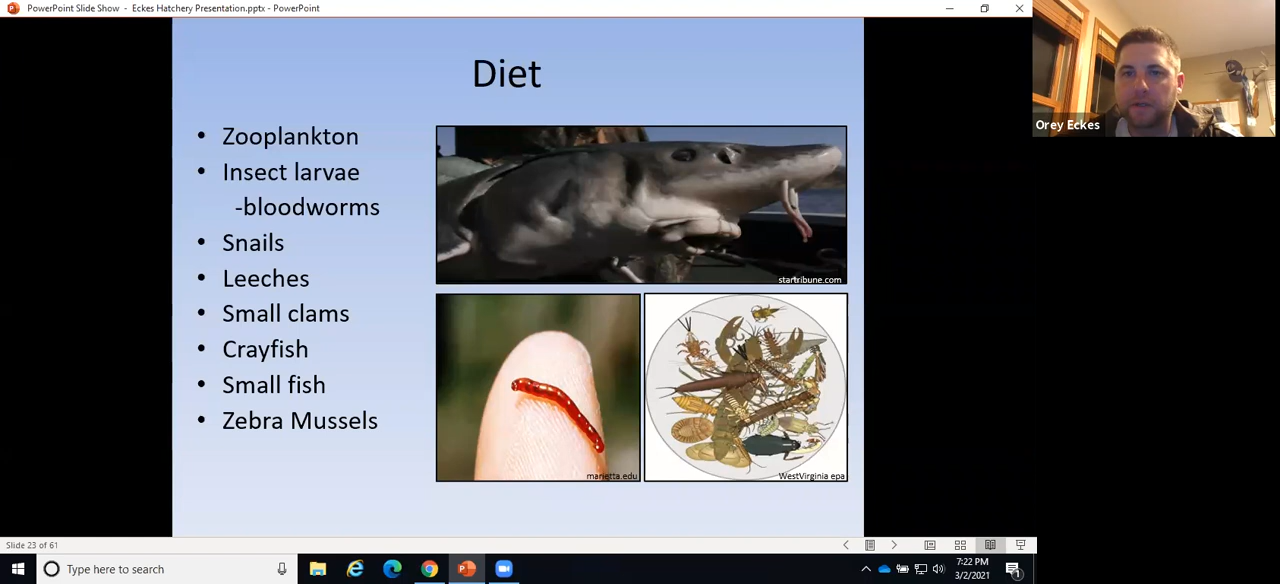 PowerPoint Slide Show - Eckes Hatchery Presentation.pptx - PowerPoint
Diet
• Zooplankton
• Insect larvae
-bloodworms
• Snails
• Leeches
• Small clams
• Crayfish
• Small fish
• Zebra Mussels
startribune.com
marietta.edu
WestVirginia epa
Orey Eckes
Slide 23 of 61
Type here to search
7:22 PM
3/2/2021
1